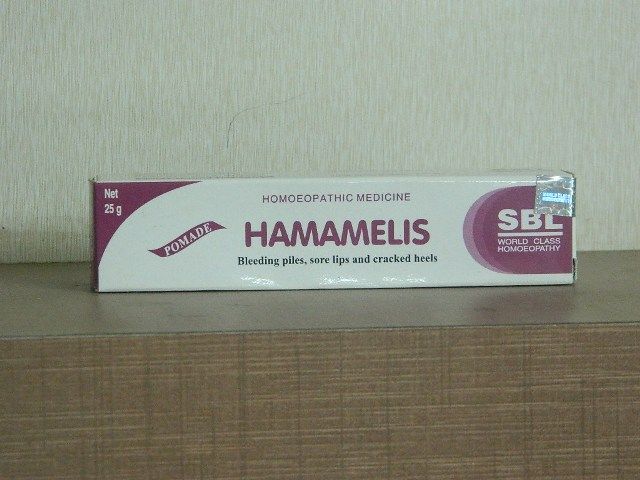 Net
25 g
POMADE
HOMOEOPATHIC MEDICINE
HAMAMELIS
Bleeding piles, sore lips and cracked heels
SBL
WORLD CLASS
HOMOEOPATHY